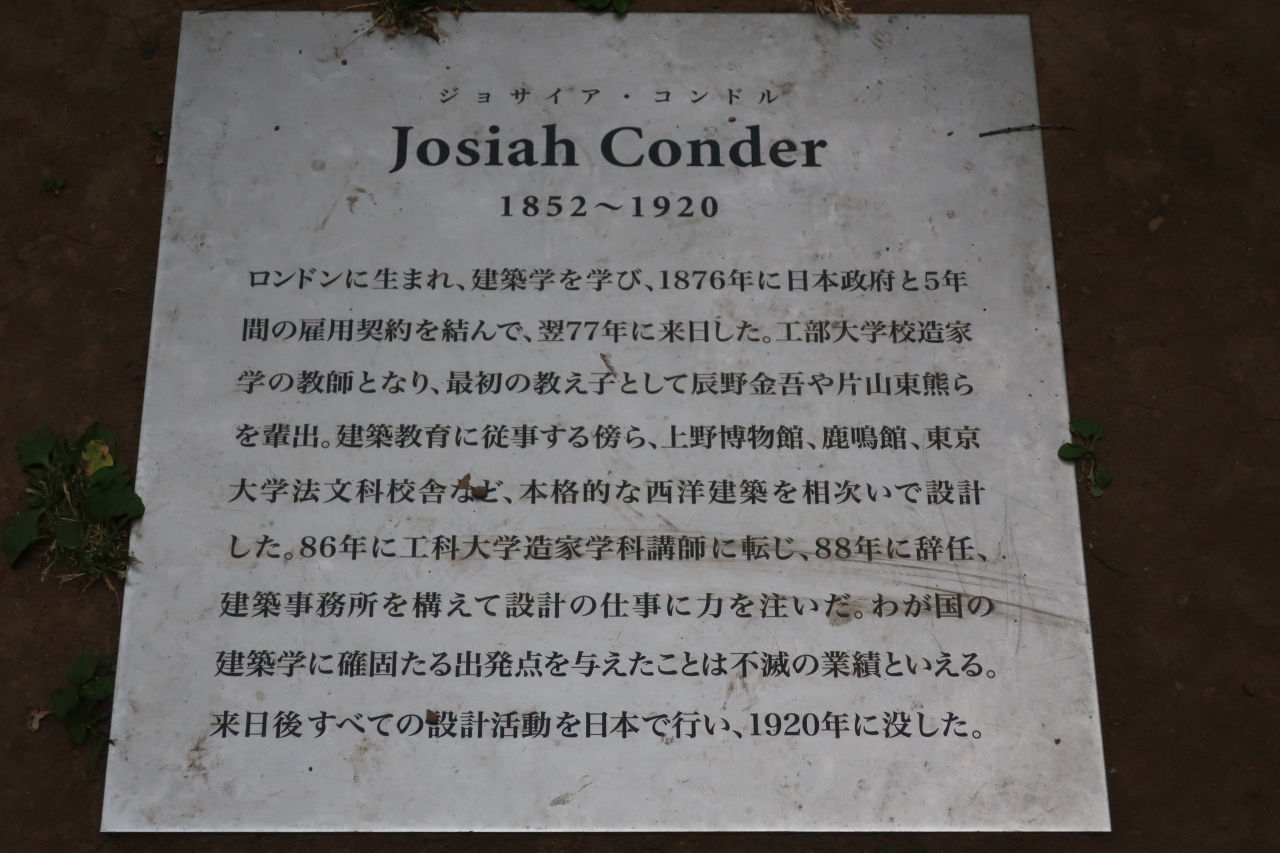 ジョサイア・コンドル
Josiah Conder
1852〜1920
ロンドンに生まれ、建築学を学び、1876年に日本政府と5年
間の雇用契約を結んで、翌77年に来日した。工部大学校造家
学の教師となり、最初の教え子として辰野金吾や片山東熊ら
を輩出。建築教育に従事する傍ら、上野博物館、鹿鳴館、東京
大学法文科校舎など、本格的な西洋建築を相次いで設計
した。86年に工科大学造家学科講師に転じ、88年に辞任、
建築事務所を構えて設計の仕事に力を注いだ。わが国の
建築学に確固たる出発点を与えたことは不滅の業績といえる。
来日後すべての設計活動を日本で行い、1920年に没した。